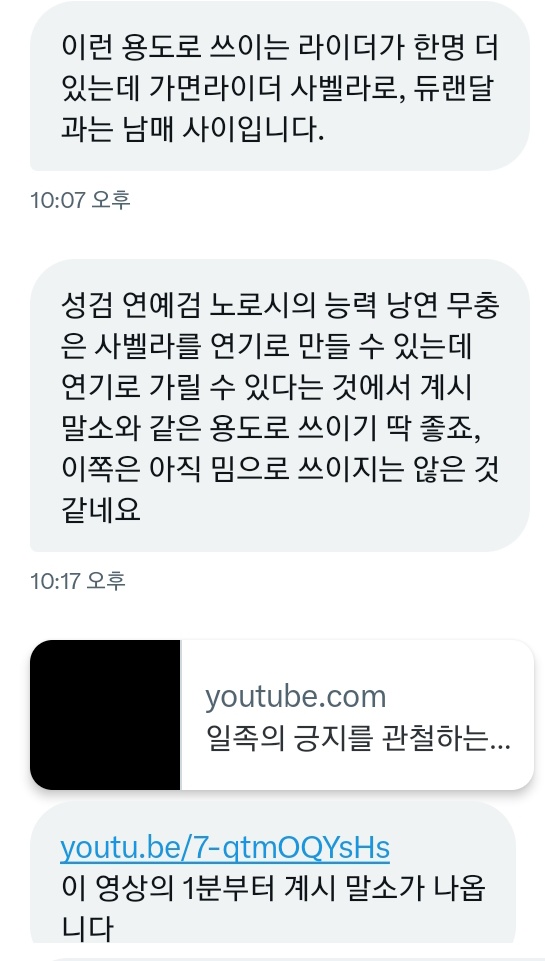 이런 용도로 쓰이는 라이더가 한명 더
있는데 가면라이더 사벨라로, 듀랜달
과는 남매 사이입니다.
10:07 오후
성검 연예검 노로시의 능력 낭연 무충
은 사벨라를 연기로 만들 수 있는데
연기로 가릴 수 있다는 것에서 계시
말소와 같은 용도로 쓰이기 딱 좋죠,
이쪽은 아직 밈으로 쓰이지는 않은 것
같네요
10:17 오후
youtube.com
일족의 긍지를 관철하는...
youtu.be/7-qtmOQYsHs
이 영상의 1분부터 계시 말소가 나옵
니다